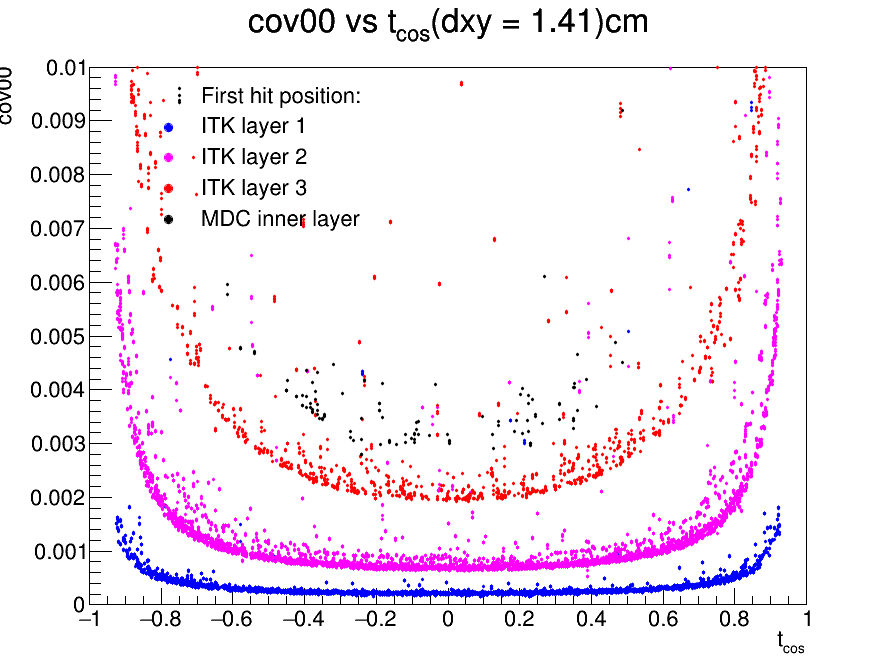 cov00 vs t_cos(dxy = 1.41)cm
cov00
0.01
0.009
0.008
0.007
0.006
0.005
0.004
0.003
0.002
0.001
0
First hit position:
ITK layer 1
ITK layer 2
ITK layer 3
MDC inner layer
−1 −0.8 −0.6 −0.4 −0.2 0 0.2 0.4 0.6 0.8 1
t_cos